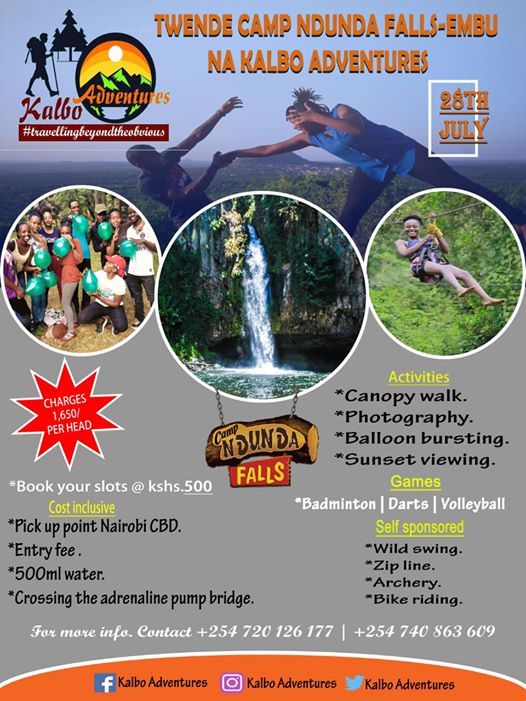 TWENDE CAMP NDUNDA FALLS-EMBU
NA KALBO ADVENTURES
Kalbo Adventures
#travellingbeyondtheobvious
28TH
JULY
CHARGES
1,650/
PER HEAD
Camp
NDUNDA
FALLS
*Book your slots @ kshs.500
Cost inclusive
*Pick up point Nairobi CBD.
*Entry fee .
*500ml water.
*Crossing the adrenaline pump bridge.
Activities
*Canopy walk.
*Photography.
*Balloon bursting.
*Sunset viewing.
Games
*Badminton | Darts | Volleyball
Self sponsored
*Wild swing.
*Zip line.
*Archery.
*Bike riding.
For more info. Contact +254 720 126 177 | +254 740 863 609
Kalbo Adventures Kalbo Adventures Kalbo Adventures